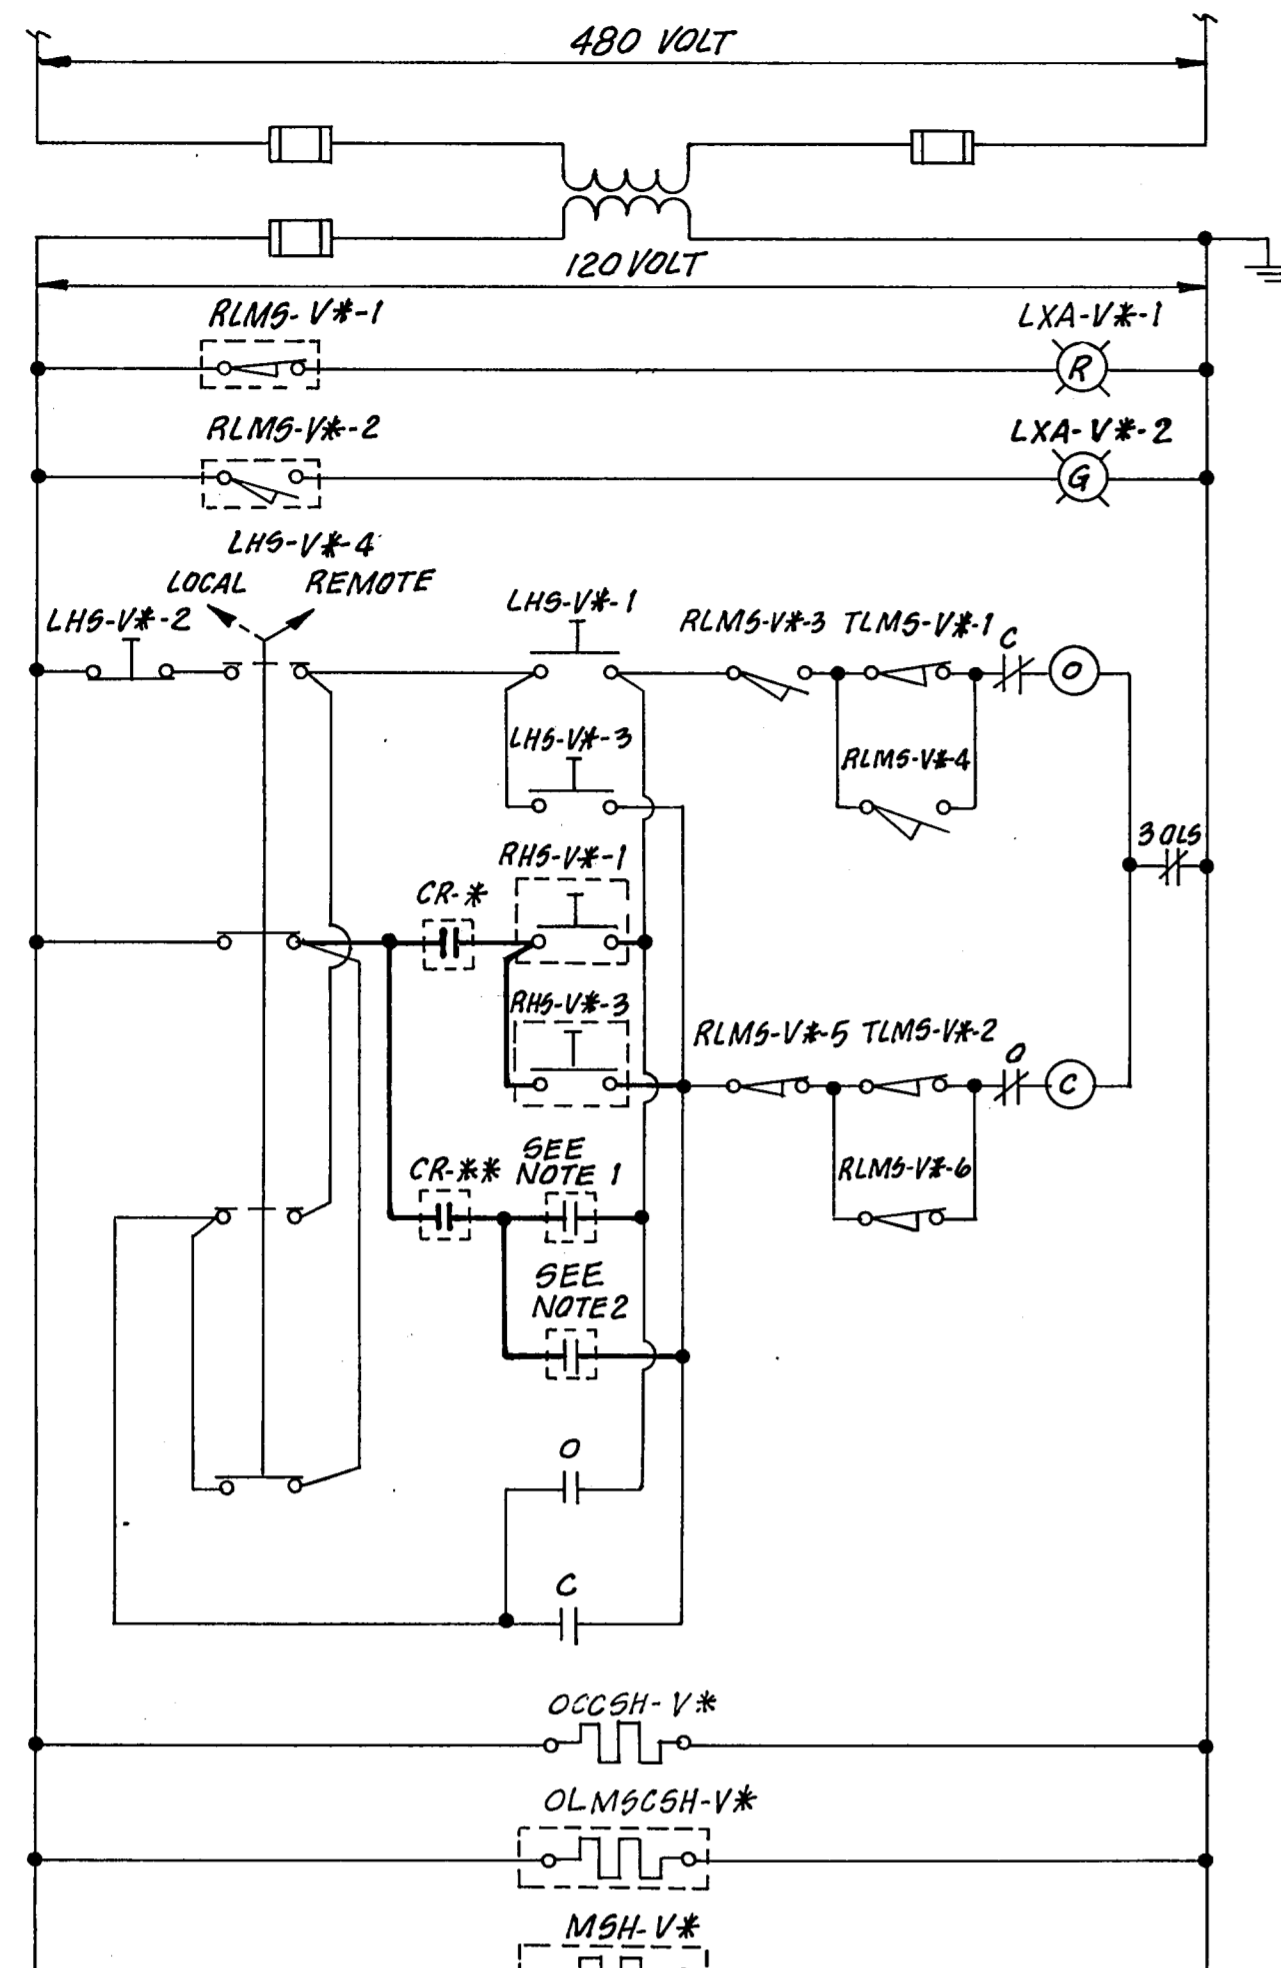 480 VOLT
120 VOLT
RLMS-V*-1
LXA-V*-1
R
RLMS-V*-2
LXA-V*-2
G
LHS-V*-4
LOCAL
REMOTE
LHS-V*-2
LHS-V*-1
RLMS-V*-3
TLMS-V*-1
C
O
LHS-V*-3
RLMS-V*-4
3 OLS
RHS-V*-1
CR-*
RHS-V*-3
RLMS-V*-5
TLMS-V*-2
O
C
CR-**
SEE
NOTE 1
RLMS-V*-6
SEE
NOTE 2
O
C
OCCSH-V*
OLMSCSH-V*
MSH-V*